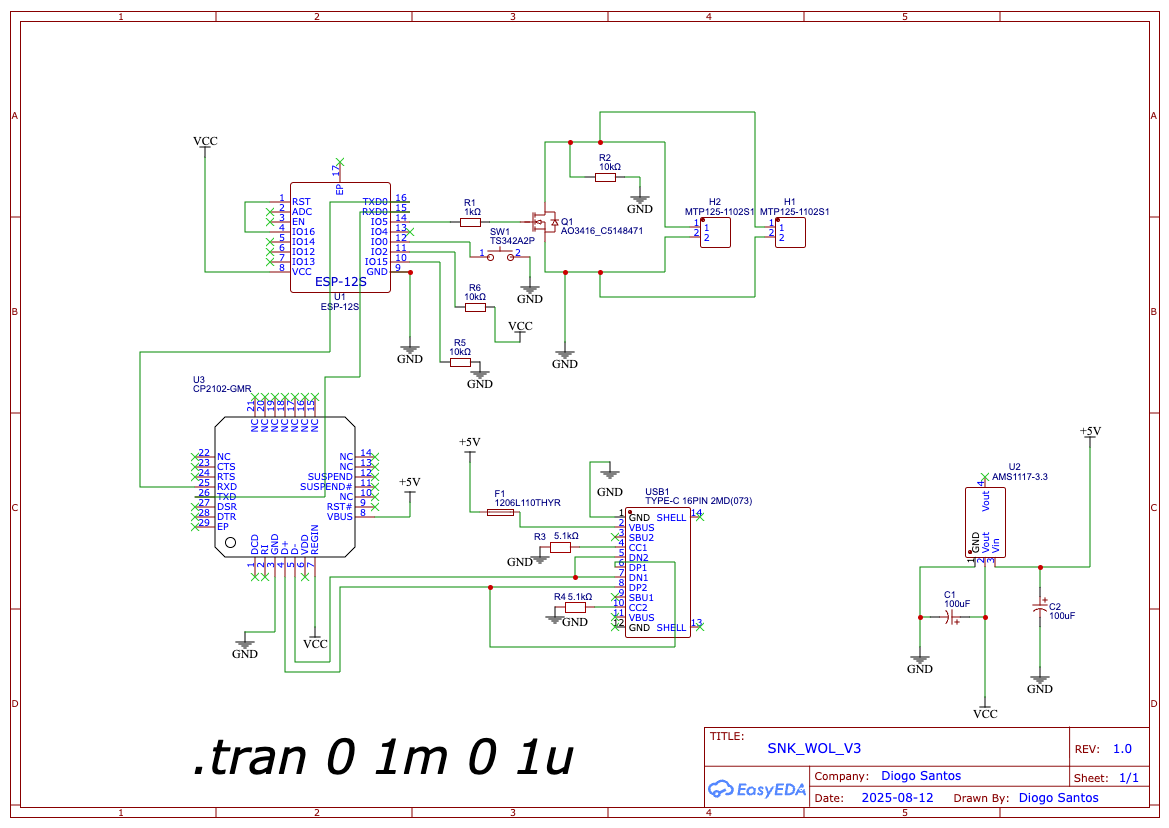 1 2 3 4 5
A A
B B
C C
D D
VCC
17
EP
1 RST TXD0 16
2 ADC RXD0 15
3 EN IO5 14
4 IO16 IO4 13
5 IO14 IO0 12
6 IO12 IO2 11
7 IO13 IO15 10
8 VCC GND 9
ESP-12S
U1
ESP-12S
R1
1kΩ
SW1
TS342A2P
1 2
GND
Q1
AO3416_C5148471
R2
10kΩ
GND
H2
MTP125-1102S1
1 1
2 2
H1
MTP125-1102S1
1 1
2 2
R6
10kΩ
VCC
GND
R5
10kΩ
GND
GND
U3
CP2102-GMR
21 20 19 18 17 16 15
NC NC NC NC NC NC NC
22 NC NC 14
23 CTS NC 13
24 RTS SUSPEND 12
25 RXD SUSPEND# 11
26 TXD NC 10
27 DSR RST# 9
28 DTR VBUS 8
29 EP
DCD RI GND D+ D- VDD REGIN
1 2 3 4 5 6 7
+5V
GND
VCC
+5V
F1
1206L110THYR
GND
USB1
TYPE-C 16PIN 2MD(073)
1 GND SHELL 14
2 VBUS
3 SBU2
4 CC1
5 DN2
6 DP1
7 DN1
8 DP2
9 SBU1
10 CC2
11 VBUS
12 GND SHELL 13
R3 5.1kΩ
GND
R4 5.1kΩ
GND
+5V
U2
AMS1117-3.3
4
Vout
GND Vout Vin
1 2 3
C1
100uF
C2
100uF
GND
GND
VCC
.tran 0 1m 0 1u
TITLE:
SNK_WOL_V3
REV: 1.0
EasyEDA
Company: Diogo Santos
Sheet: 1/1
Date: 2025-08-12 Drawn By: Diogo Santos
1 2 3 4 5